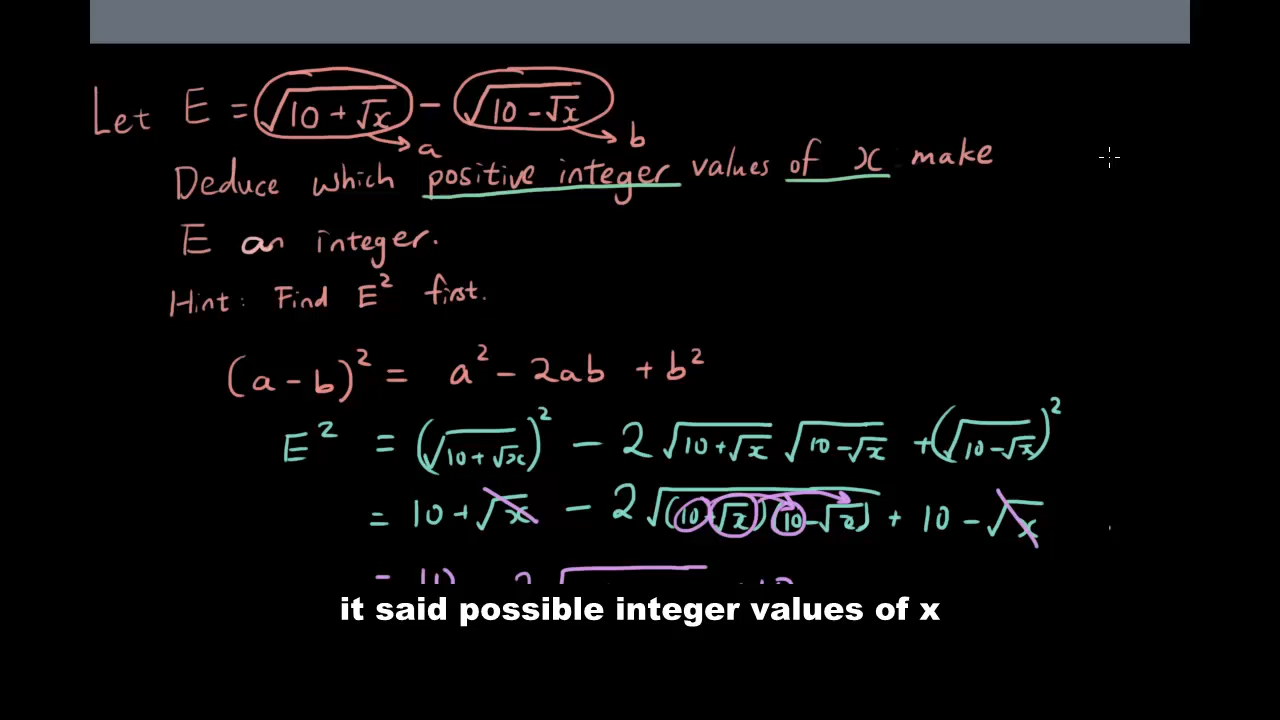 Let E = √(10 + √x) − √(10 − √x)
a b
Deduce which positive integer values of x make
E an integer.
Hint: Find E² first.
(a − b)² = a² − 2ab + b²
E² = (√(10 + √x))² − 2 √(10 + √x) √(10 − √x) + (√(10 − √x))²
= 10 + √x − 2 √((10 + √x)(10 − √x)) + 10 − √x
it said possible integer values of x